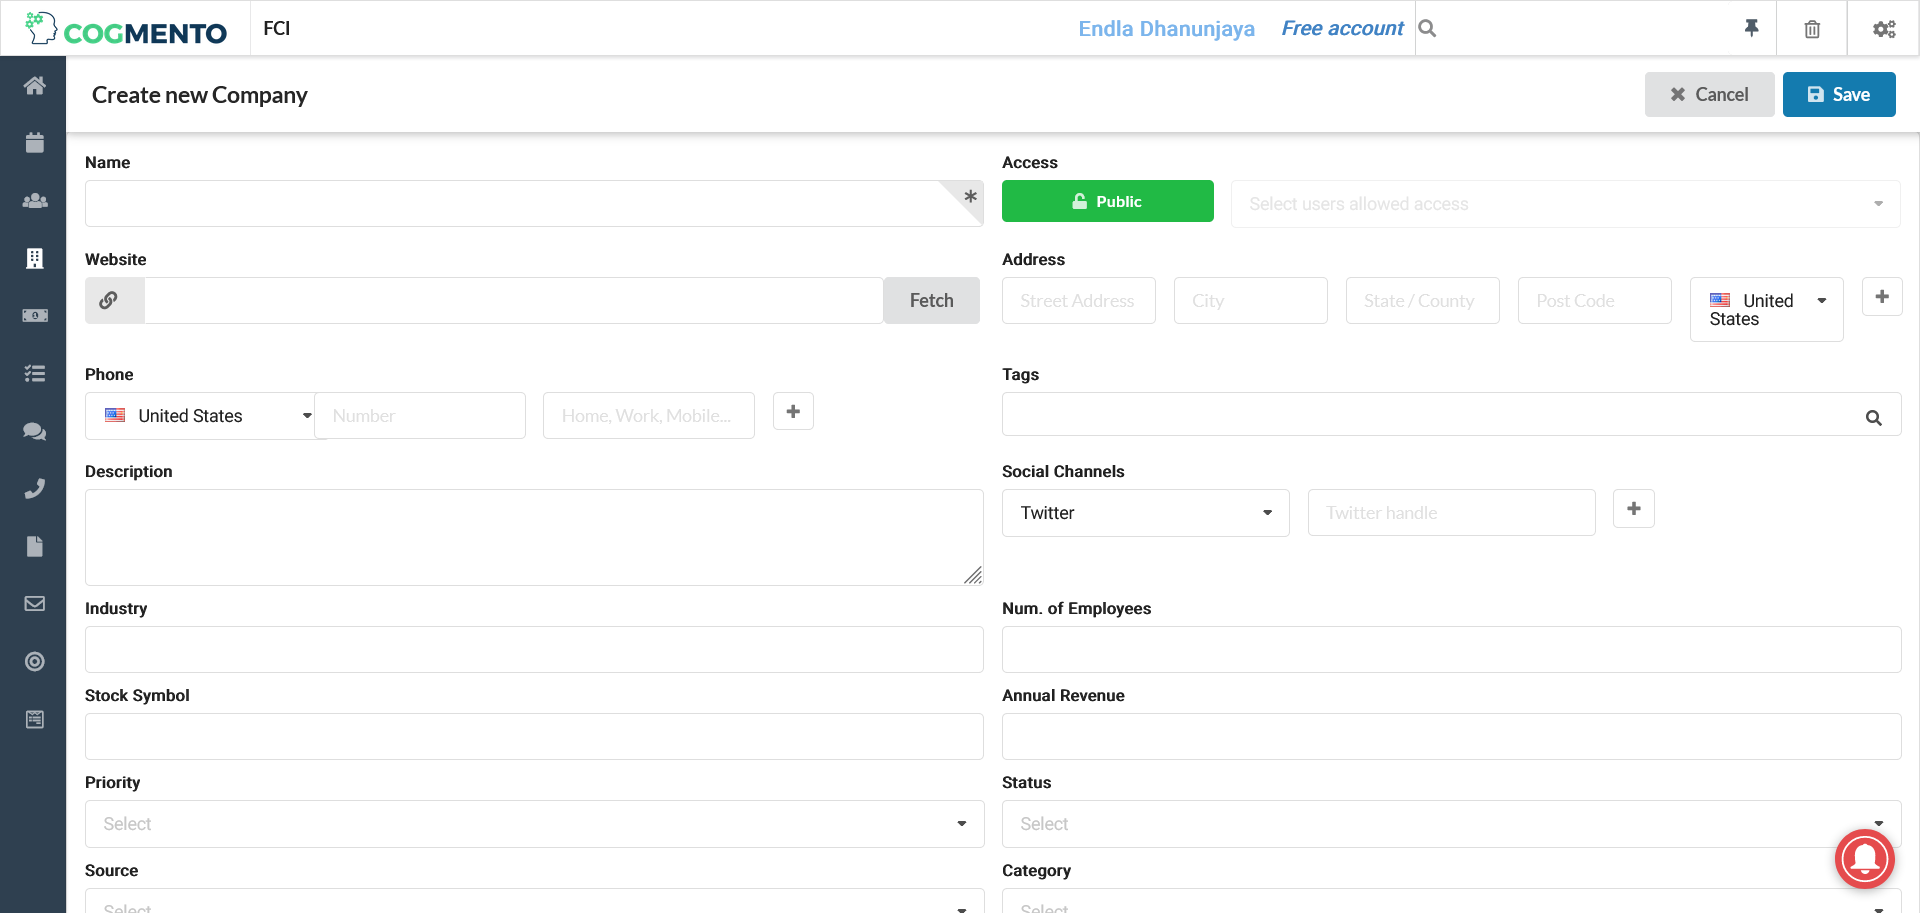 COGMENTO
FCI
Endla Dhanunjaya
Free account
Create new Company
Cancel
Save
Name
Access
Public
Select users allowed access
Website
Address
Fetch
Street Address
City
State / County
Post Code
United
States
Phone
Tags
United States
Number
Home, Work, Mobile...
Description
Social Channels
Twitter
Twitter handle
Industry
Num. of Employees
Stock Symbol
Annual Revenue
Priority
Status
Select
Select
Source
Category
Select
Select